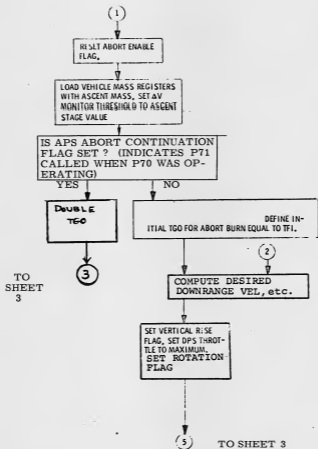 1
RESET ABORT ENABLE
FLAG.
LOAD VEHICLE MASS REGISTERS
WITH ASCENT MASS, SET ΔV
MONITOR THRESHOLD TO ASCENT
STAGE VALUE
IS APS ABORT CONTINUATION
FLAG SET ? (INDICATES P71
CALLED WHEN P70 WAS OP-
ERATING)
YES
NO
DOUBLE
TGO
DEFINE IN-
ITIAL TGO FOR ABORT BURN EQUAL TO TFI.
3
TO
SHEET
3
2
COMPUTE DESIRED
DOWNRANGE VEL, etc.
SET VERTICAL RISE
FLAG, SET DPS THROT-
TLE TO MAXIMUM.
SET ROTATION
FLAG
5
TO SHEET 3